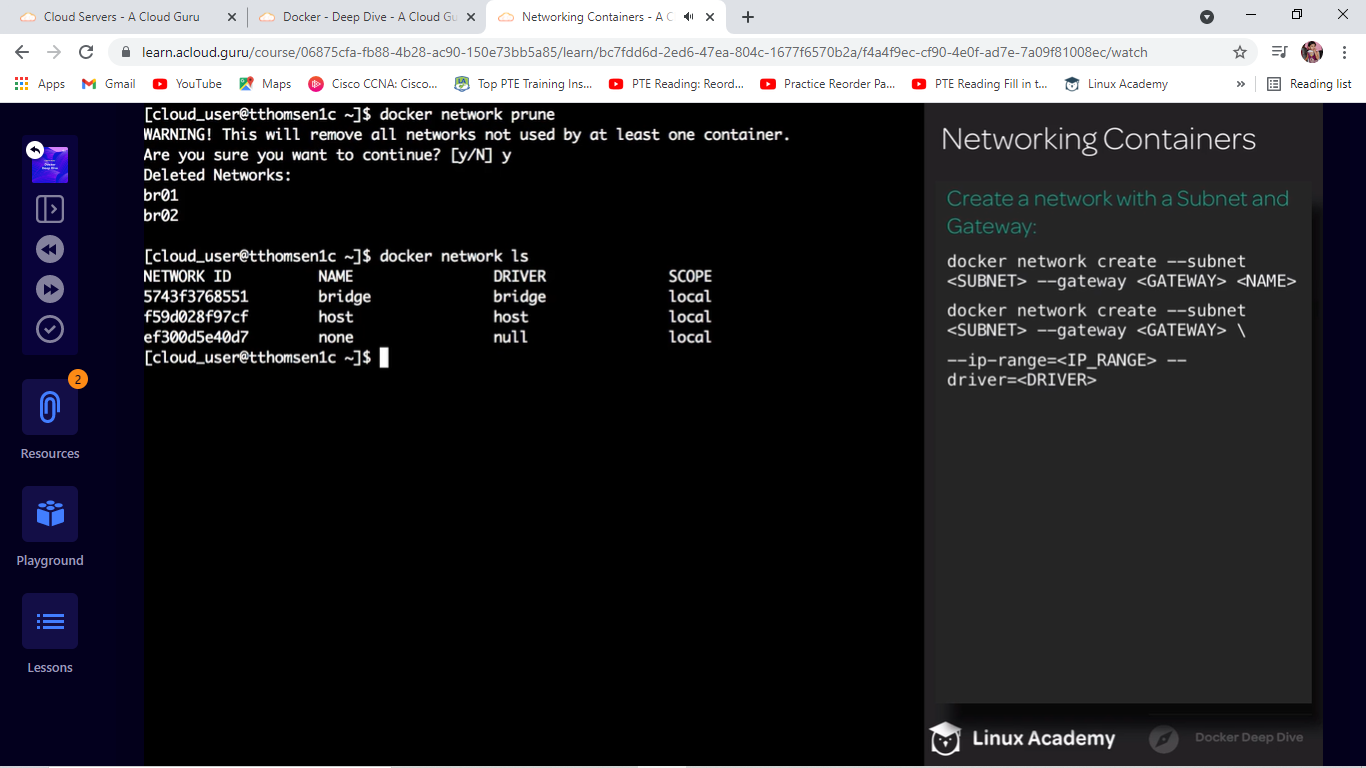 Cloud Servers - A Cloud Guru
Docker - Deep Dive - A Cloud Gu
Networking Containers - A C
learn.acloud.guru/course/06875cfa-fb88-4b28-ac90-150e73bb5a85/learn/bc7fdd6d-2ed6-47ea-804c-1677f6570b2a/f4a4f9ec-cf90-4e0f-ad7e-7a09f81008ec/watch
Apps
Gmail
YouTube
Maps
Cisco CCNA: Cisco...
Top PTE Training Ins...
PTE Reading: Reord...
Practice Reorder Pa...
PTE Reading Fill in t...
Linux Academy
»
Reading list
[cloud_user@tthomsen1c ~]$ docker network prune
WARNING! This will remove all networks not used by at least one container.
Are you sure you want to continue? [y/N] y
Deleted Networks:
br01
br02
[cloud_user@tthomsen1c ~]$ docker network ls
NETWORK ID NAME DRIVER SCOPE
5743f3768551 bridge bridge local
f59d028f97cf host host local
ef300d5e40d7 none null local
[cloud_user@tthomsen1c ~]$
Docker
Deep Dive
2
Resources
Playground
Lessons
Networking Containers
Create a network with a Subnet and
Gateway:
docker network create --subnet
<SUBNET> --gateway <GATEWAY> <NAME>
docker network create --subnet
<SUBNET> --gateway <GATEWAY> \
--ip-range=<IP_RANGE> --
driver=<DRIVER>
Linux Academy
Docker Deep Dive